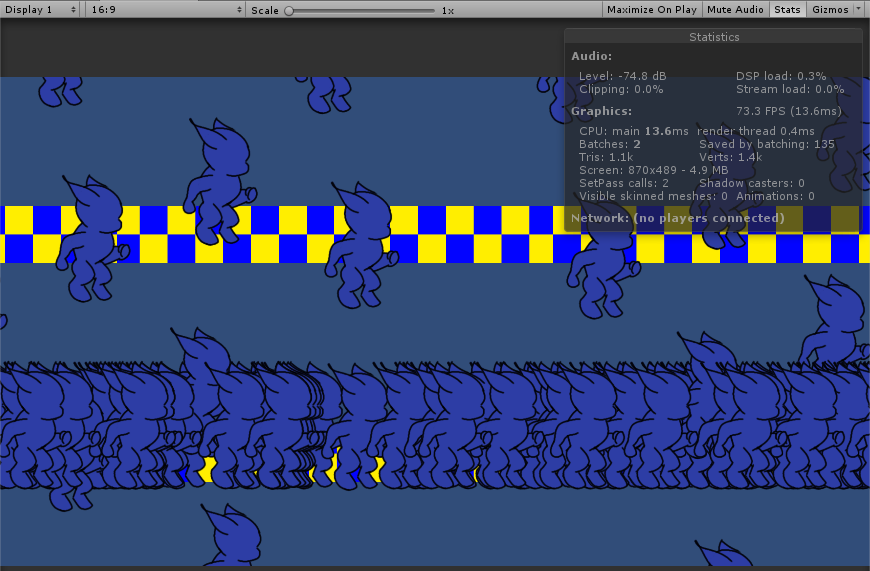 Display 1 16:9 Scale 1x Maximize On Play Mute Audio Stats Gizmos
Statistics
Audio:
Level: -74.8 dB DSP load: 0.3%
Clipping: 0.0% Stream load: 0.0%
Graphics: 73.3 FPS (13.6ms)
CPU: main 13.6ms render thread 0.4ms
Batches: 2 Saved by batching: 135
Tris: 1.1k Verts: 1.4k
Screen: 870x489 - 4.9 MB
SetPass calls: 2 Shadow casters: 0
Visible skinned meshes: 0 Animations: 0
Network: (no players connected)